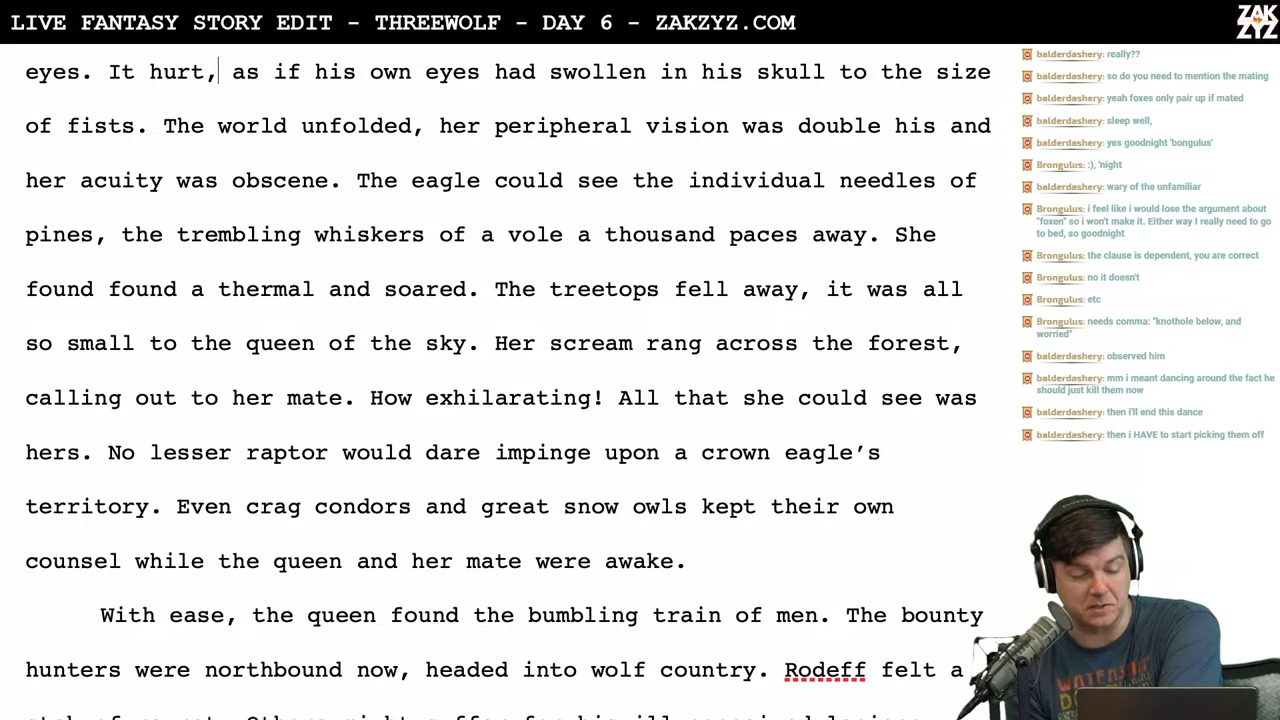 LIVE FANTASY STORY EDIT - THREEWOLF - DAY 6 - ZAKZYZ.COM
ZAK
ZYZ
eyes. It hurt, as if his own eyes had swollen in his skull to the size
of fists. The world unfolded, her peripheral vision was double his and
her acuity was obscene. The eagle could see the individual needles of
pines, the trembling whiskers of a vole a thousand paces away. She
found found a thermal and soared. The treetops fell away, it was all
so small to the queen of the sky. Her scream rang across the forest,
calling out to her mate. How exhilarating! All that she could see was
hers. No lesser raptor would dare impinge upon a crown eagle’s
territory. Even crag condors and great snow owls kept their own
counsel while the queen and her mate were awake.
With ease, the queen found the bumbling train of men. The bounty
hunters were northbound now, headed into wolf country. Rodeff felt a
balderdashery: really??
balderdashery: so do you need to mention the mating
balderdashery: yeah foxes only pair up if mated
balderdashery: sleep well,
balderdashery: yes goodnight 'bongulus'
Brongulus: :), 'night
balderdashery: wary of the unfamiliar
Brongulus: i feel like i would lose the argument about
"foxen" so i won't make it. Either way I really need to go
to bed, so goodnight
Brongulus: the clause is dependent, you are correct
Brongulus: no it doesn't
Brongulus: etc
Brongulus: needs comma: "knothole below, and
worried"
balderdashery: observed him
balderdashery: mm i meant dancing around the fact he
should just kill them now
balderdashery: then i'll end this dance
balderdashery: then i HAVE to start picking them off